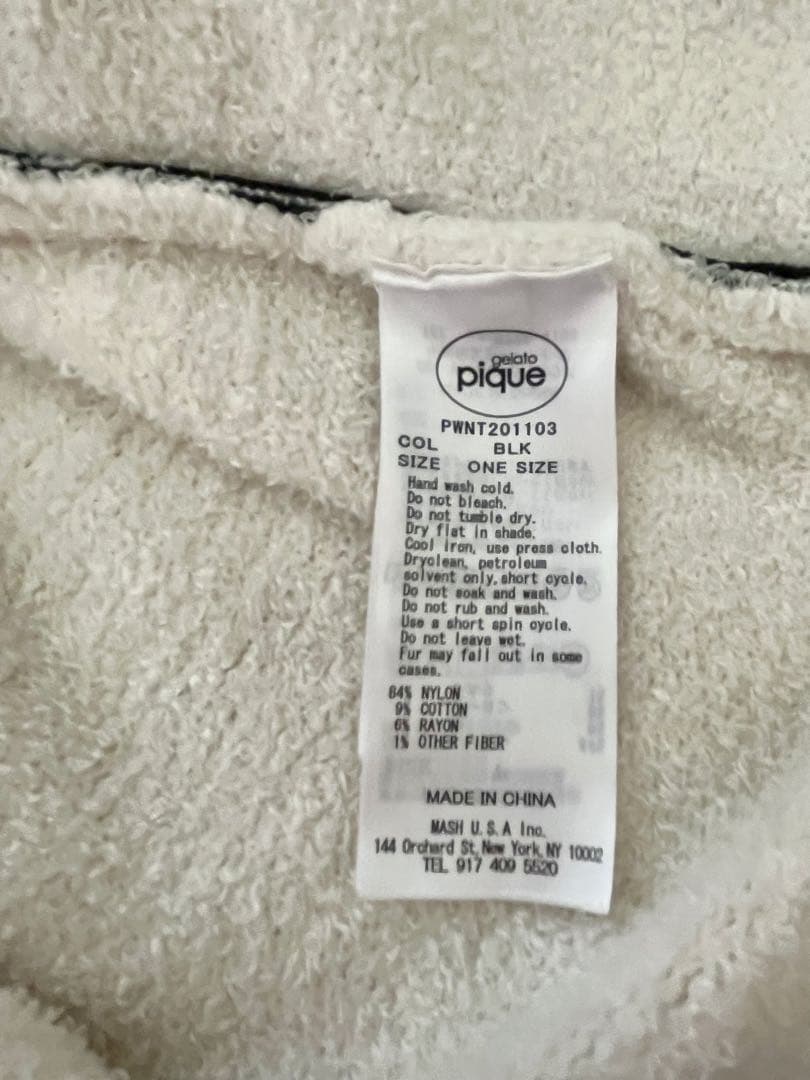 gelato
pique
PWNT201103
COL BLK
SIZE ONE SIZE
Hand wash cold.
Do not bleach.
Do not tumble dry.
Dry flat in shade.
Cool iron, use press cloth.
Dryclean, petroleum
solvent only, short cycle.
Do not soak and wash.
Do not rub and wash.
Use a short spin cycle.
Do not leave wet.
Fur may fall out in some
cases.
84% NYLON
9% COTTON
6% RAYON
1% OTHER FIBER
MADE IN CHINA
MASH U.S.A Inc.
144 Orchard St, New York, NY 10002
TEL 917 409 5520